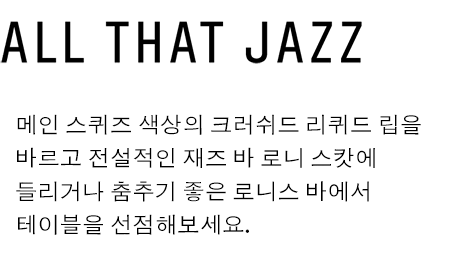 ALL THAT JAZZ
메인 스퀴즈 색상의 크러쉬드 리퀴드 립을
바르고 전설적인 재즈 바 로니 스캇에
들리거나 춤추기 좋은 로니스 바에서
테이블을 선점해보세요.